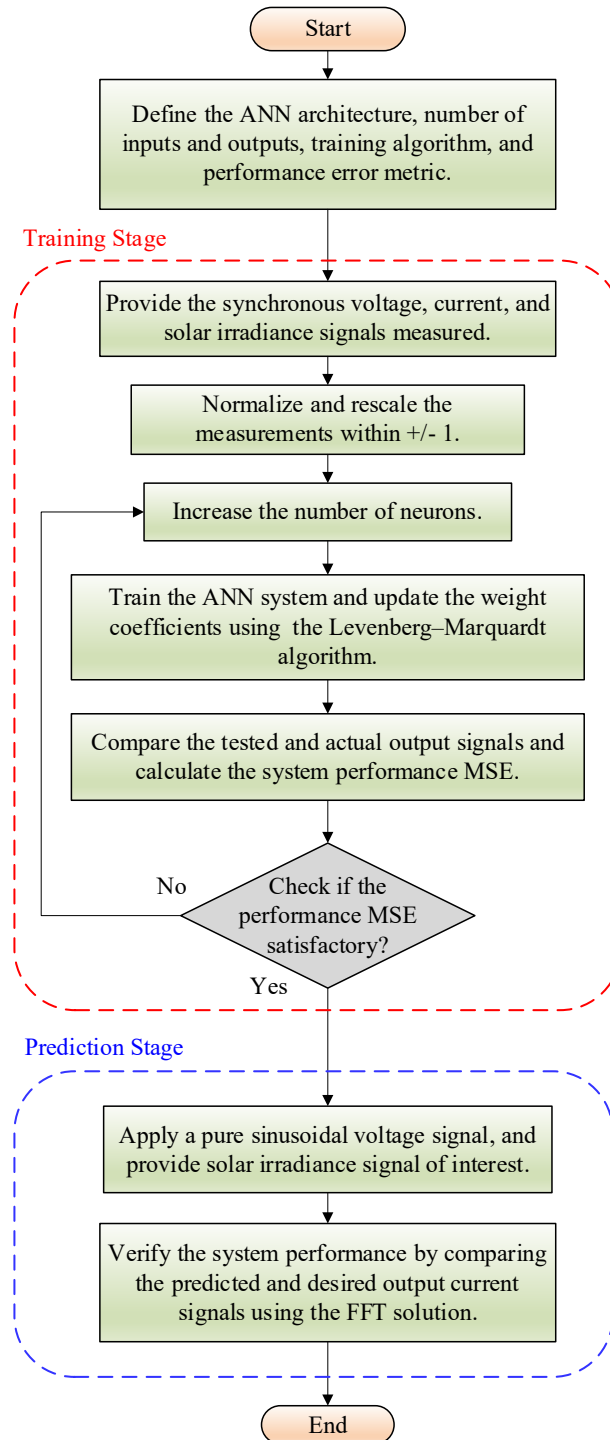 Start
Define the ANN architecture, number of
inputs and outputs, training algorithm, and
performance error metric.
Training Stage
Provide the synchronous voltage, current, and
solar irradiance signals measured.
Normalize and rescale the
measurements within +/- 1.
Increase the number of neurons.
Train the ANN system and update the weight
coefficients using the Levenberg–Marquardt
algorithm.
Compare the tested and actual output signals and
calculate the system performance MSE.
No
Check if the
performance MSE
satisfactory?
Yes
Prediction Stage
Apply a pure sinusoidal voltage signal, and
provide solar irradiance signal of interest.
Verify the system performance by comparing
the predicted and desired output current
signals using the FFT solution.
End